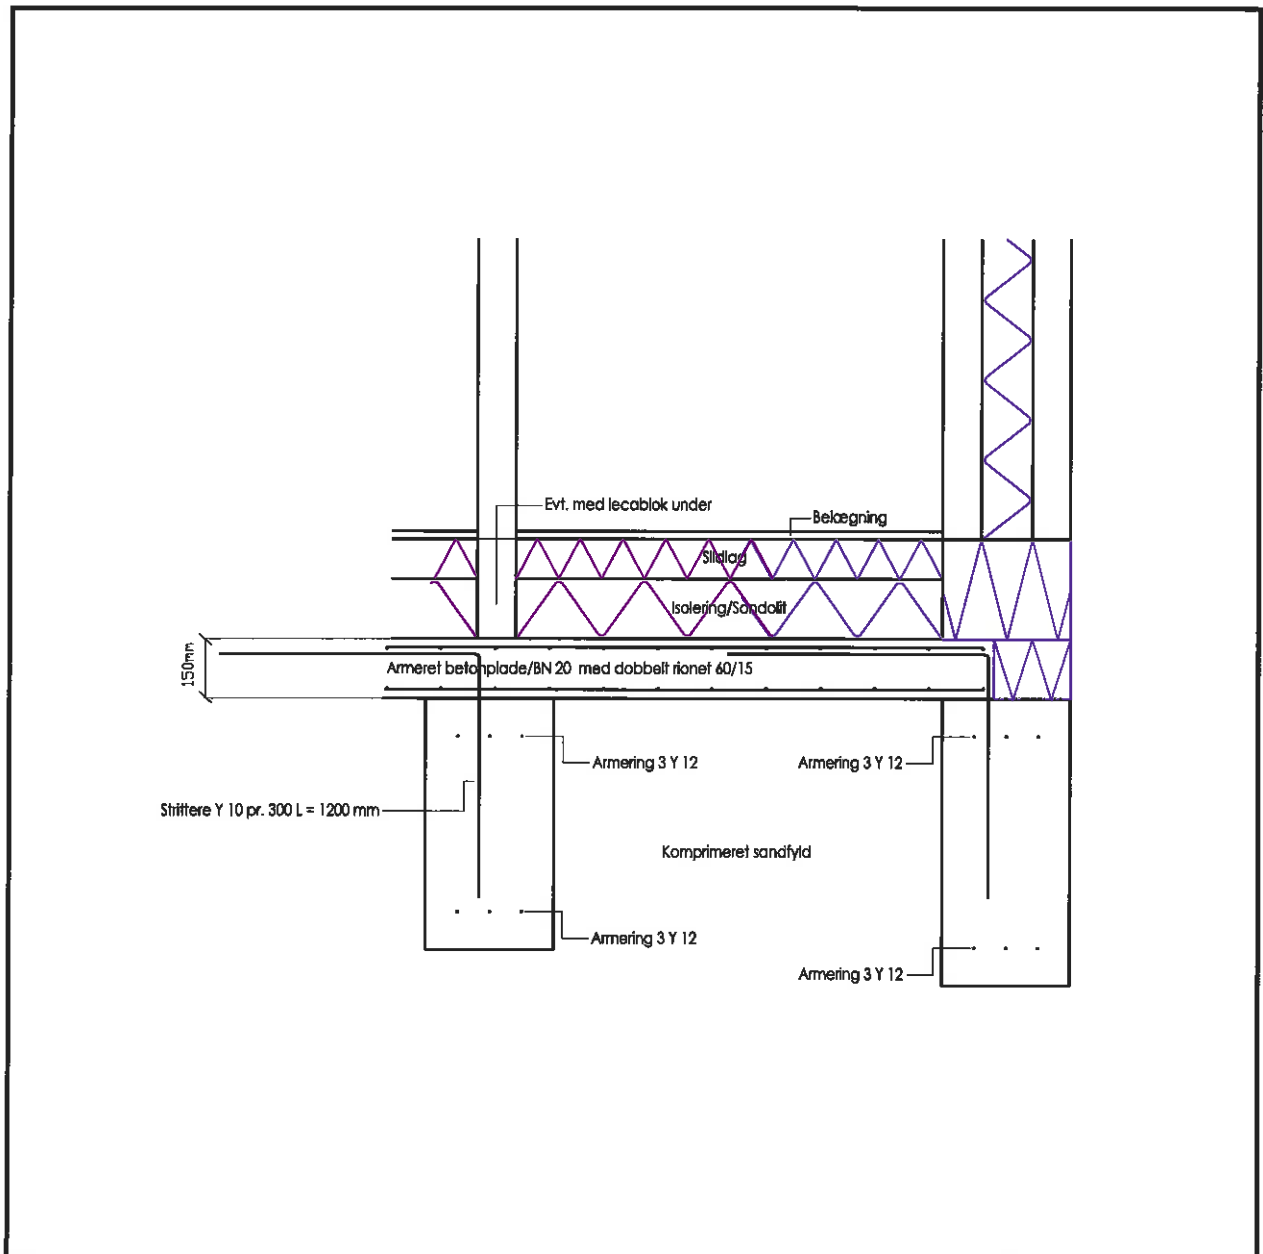 Evt. med lecablok under
Belægning
Slidlag
Isolering/Sandolit
150mm
Armeret betonplade/BN 20 med dobbelt rionet 60/15
Armering 3 Y 12
Armering 3 Y 12
Strittere Y 10 pr. 300 L = 1200 mm
Komprimeret sandfyld
Armering 3 Y 12
Armering 3 Y 12